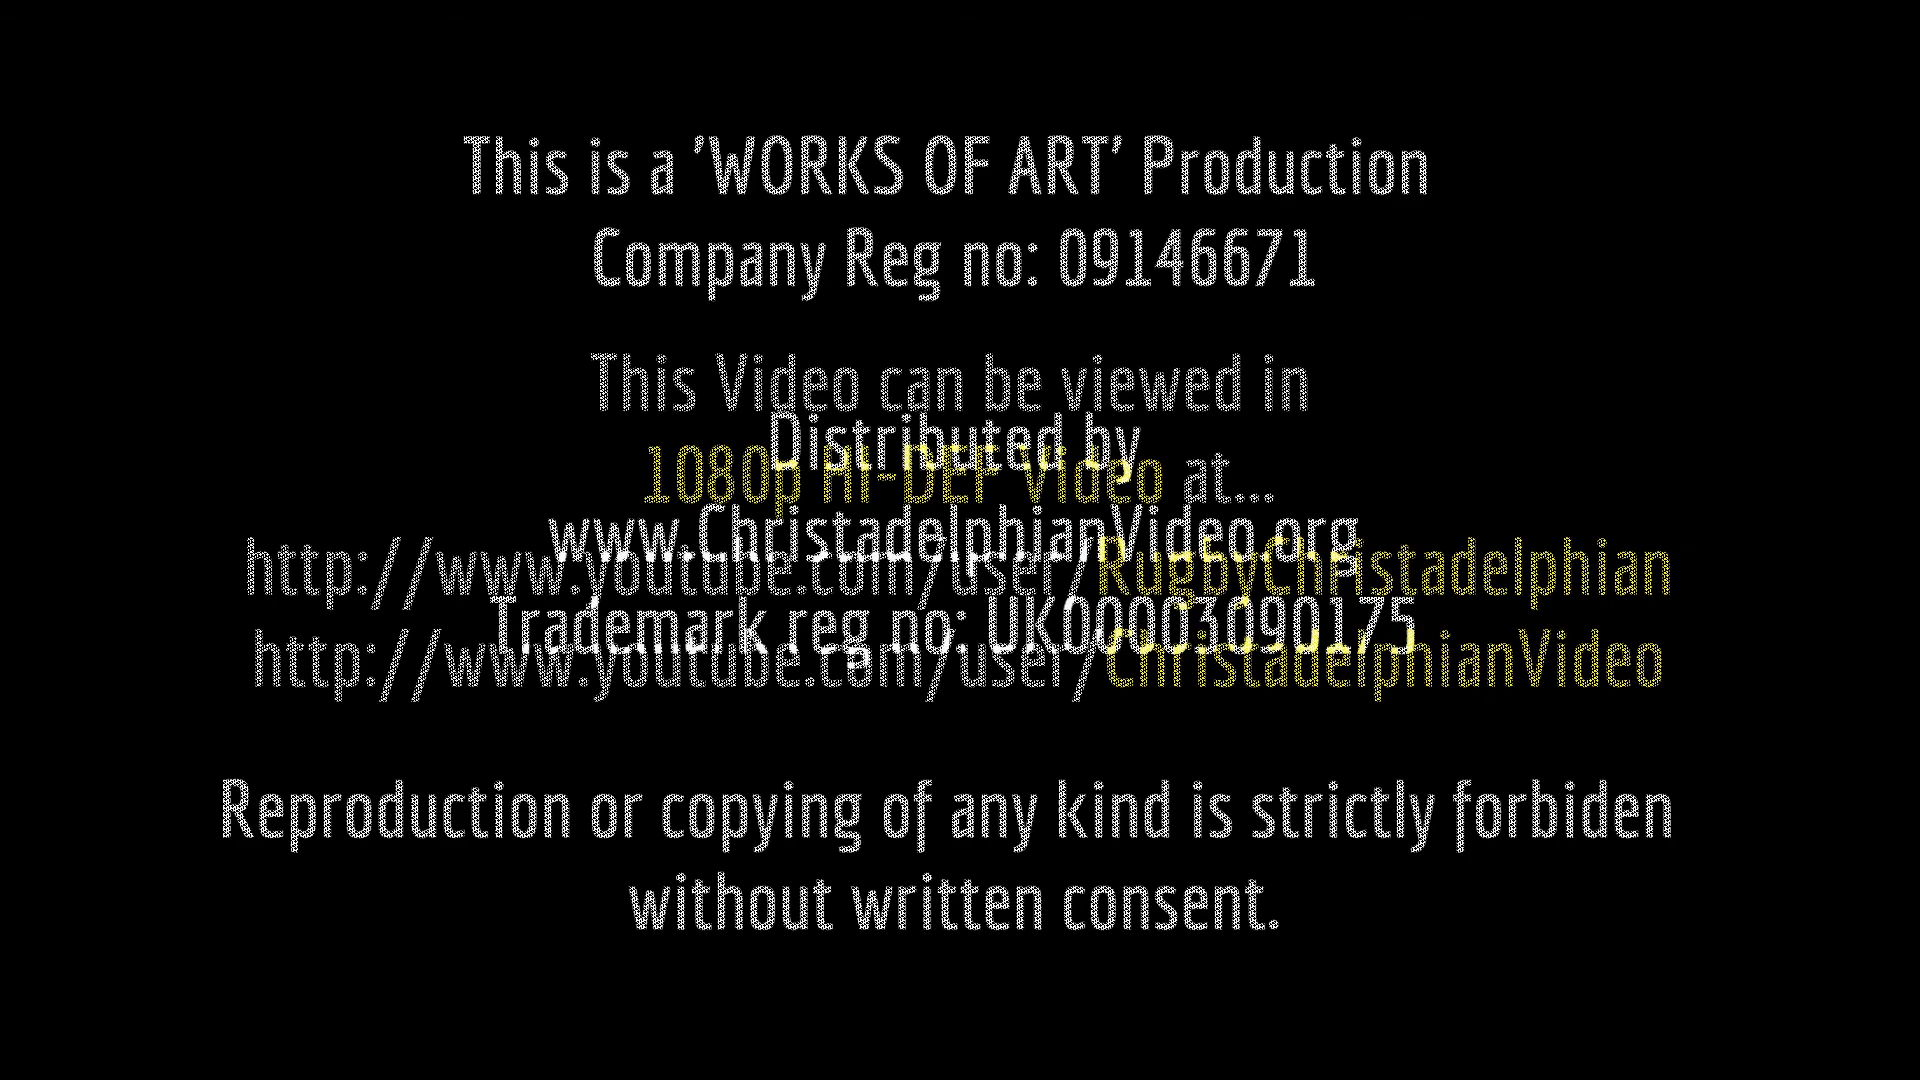 This is a 'WORKS OF ART' Production
Company Reg no: 09146671
This Video can be viewed in
Distributed by
1080p HI-DEF Video at...
www.ChristadelphianVideo.org
http://www.youtube.com/user/RugbyChristadelphian
Trademark reg no: UK00003090175
http://www.youtube.com/user/ChristadelphianVideo
Reproduction or copying of any kind is strictly forbiden
without written consent.